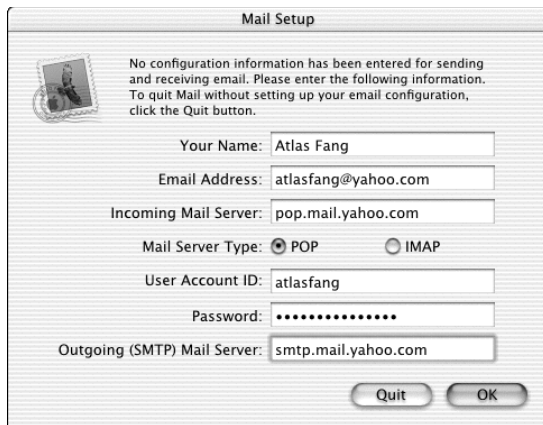 Mail Setup
No configuration information has been entered for sending
and receiving email. Please enter the following information.
To quit Mail without setting up your email configuration,
click the Quit button.
Your Name: Atlas Fang
Email Address: atlasfang@yahoo.com
Incoming Mail Server: pop.mail.yahoo.com
Mail Server Type: POP IMAP
User Account ID: atlasfang
Password: •••••••••••••••
Outgoing (SMTP) Mail Server: smtp.mail.yahoo.com
Quit OK